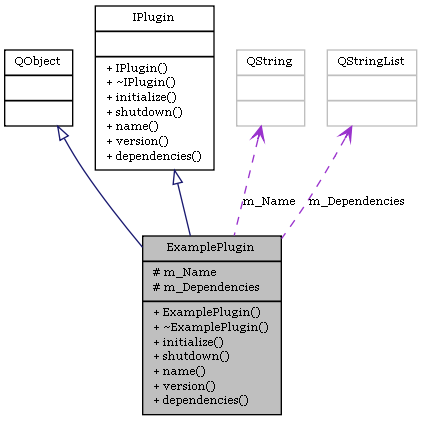 IPlugin
+ IPlugin()
+ ~IPlugin()
+ initialize()
+ shutdown()
+ name()
+ version()
+ dependencies()
QObject
QString
QStringList
m_Name
m_Dependencies
ExamplePlugin
# m_Name
# m_Dependencies
+ ExamplePlugin()
+ ~ExamplePlugin()
+ initialize()
+ shutdown()
+ name()
+ version()
+ dependencies()